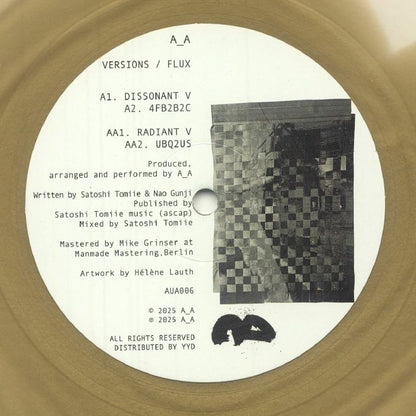 A_A
VERSIONS / FLUX
A1. DISSONANT V
A2. 4FB2B2C
AA1. RADIANT V
AA2. UBQ2US
Produced,
arranged and performed by A_A
Written by Satoshi Tomiie & Nao Gunji
Published by
Satoshi Tomiie music (ascap)
Mixed by Satoshi Tomiie
Mastered by Mike Grinser at
Manmade Mastering,Berlin
Artwork by Hélène Lauth
AUA006
© 2025 A_A
℗ 2025 A_A
ALL RIGHTS RESERVED
DISTRIBUTED BY YYD